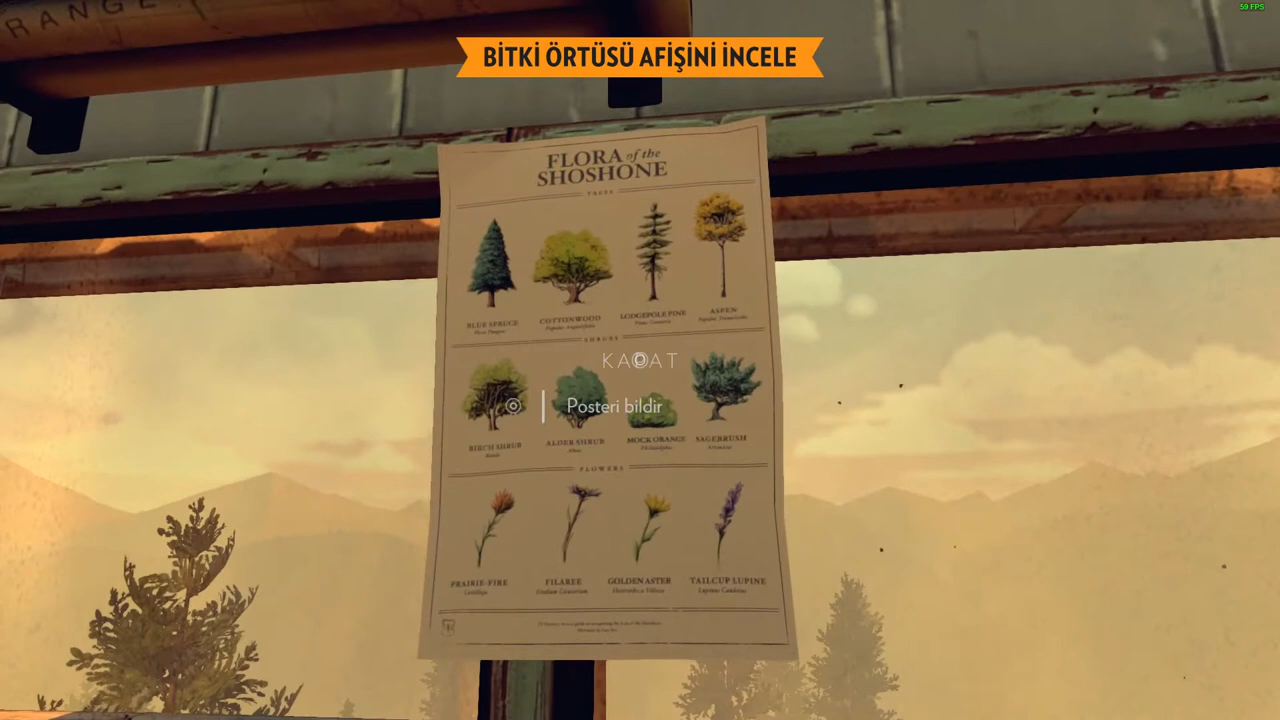 59 FPS
RANGE
BİTKİ ÖRTÜSÜ AFİŞİNİ İNCELE
FLORA of the
SHOSHONE
TREES
BLUE SPRUCE
COTTONWOOD
LODGEPOLE PINE
ASPEN
SHRUBS
KAPAT
Posteri bildir
BIRCH SHRUB
ALDER SHRUB
MOCK ORANGE
SAGEBRUSH
FLOWERS
PRAIRIE-FIRE
FILAREE
GOLDEN ASTER
TAILCUP LUPINE